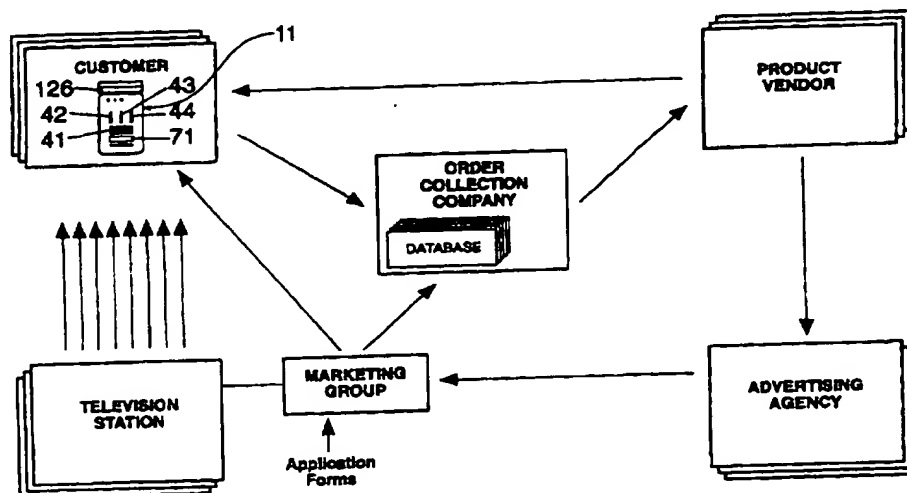 11
CUSTOMER
126
43
42
44
41
71
PRODUCT
VENDOR
ORDER
COLLECTION
COMPANY
DATABASE
TELEVISION
STATION
MARKETING
GROUP
ADVERTISING
AGENCY
Application
Forms